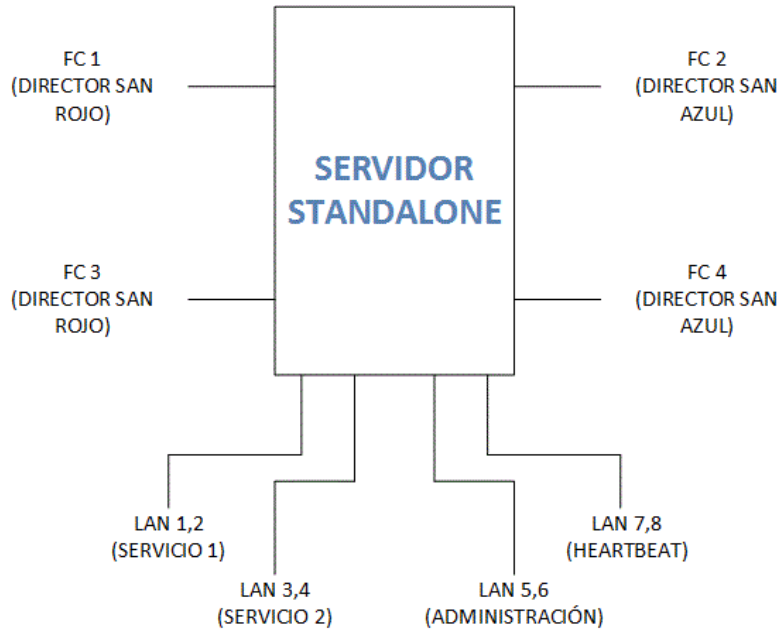 FC 1
(DIRECTOR SAN
ROJO)
FC 2
(DIRECTOR SAN
AZUL)
SERVIDOR
STANDALONE
FC 3
(DIRECTOR SAN
ROJO)
FC 4
(DIRECTOR SAN
AZUL)
LAN 1,2
(SERVICIO 1)
LAN 7,8
(HEARTBEAT)
LAN 3,4
(SERVICIO 2)
LAN 5,6
(ADMINISTRACIÓN)